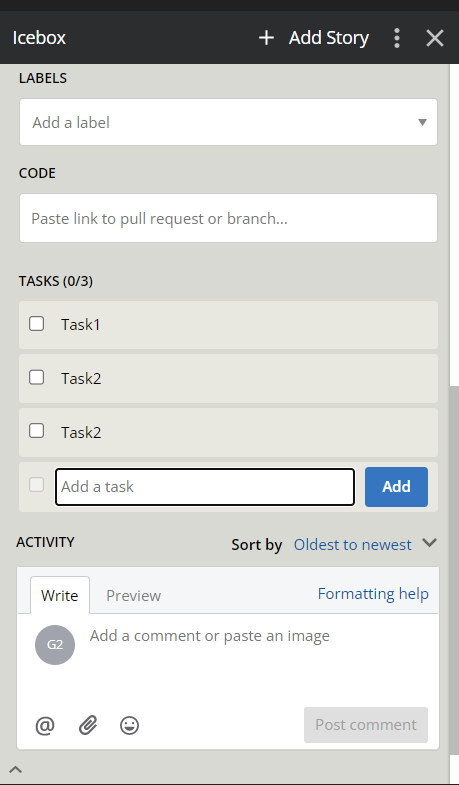 Icebox + Add Story
LABELS
Add a label
CODE
Paste link to pull request or branch...
TASKS (0/3)
Task1
Task2
Task2
Add a task Add
ACTIVITY Sort by Oldest to newest
Write Preview Formatting help
G2 Add a comment or paste an image
@ Post comment